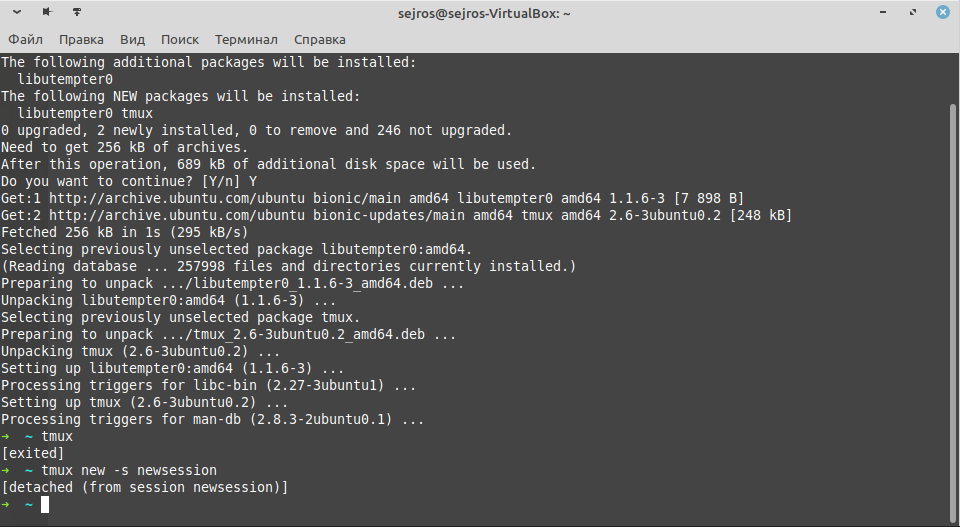 sejros@sejros-VirtualBox: ~
Файл Правка Вид Поиск Терминал Справка
The following additional packages will be installed:
  libutempter0
The following NEW packages will be installed:
  libutempter0 tmux
0 upgraded, 2 newly installed, 0 to remove and 246 not upgraded.
Need to get 256 kB of archives.
After this operation, 689 kB of additional disk space will be used.
Do you want to continue? [Y/n] Y
Get:1 http://archive.ubuntu.com/ubuntu bionic/main amd64 libutempter0 amd64 1.1.6-3 [7 898 B]
Get:2 http://archive.ubuntu.com/ubuntu bionic-updates/main amd64 tmux amd64 2.6-3ubuntu0.2 [248 kB]
Fetched 256 kB in 1s (295 kB/s)
Selecting previously unselected package libutempter0:amd64.
(Reading database ... 257998 files and directories currently installed.)
Preparing to unpack .../libutempter0_1.1.6-3_amd64.deb ...
Unpacking libutempter0:amd64 (1.1.6-3) ...
Selecting previously unselected package tmux.
Preparing to unpack .../tmux_2.6-3ubuntu0.2_amd64.deb ...
Unpacking tmux (2.6-3ubuntu0.2) ...
Setting up libutempter0:amd64 (1.1.6-3) ...
Processing triggers for libc-bin (2.27-3ubuntu1) ...
Setting up tmux (2.6-3ubuntu0.2) ...
Processing triggers for man-db (2.8.3-2ubuntu0.1) ...
➜  ~ tmux
[exited]
➜  ~ tmux new -s newsession
[detached (from session newsession)]
➜  ~